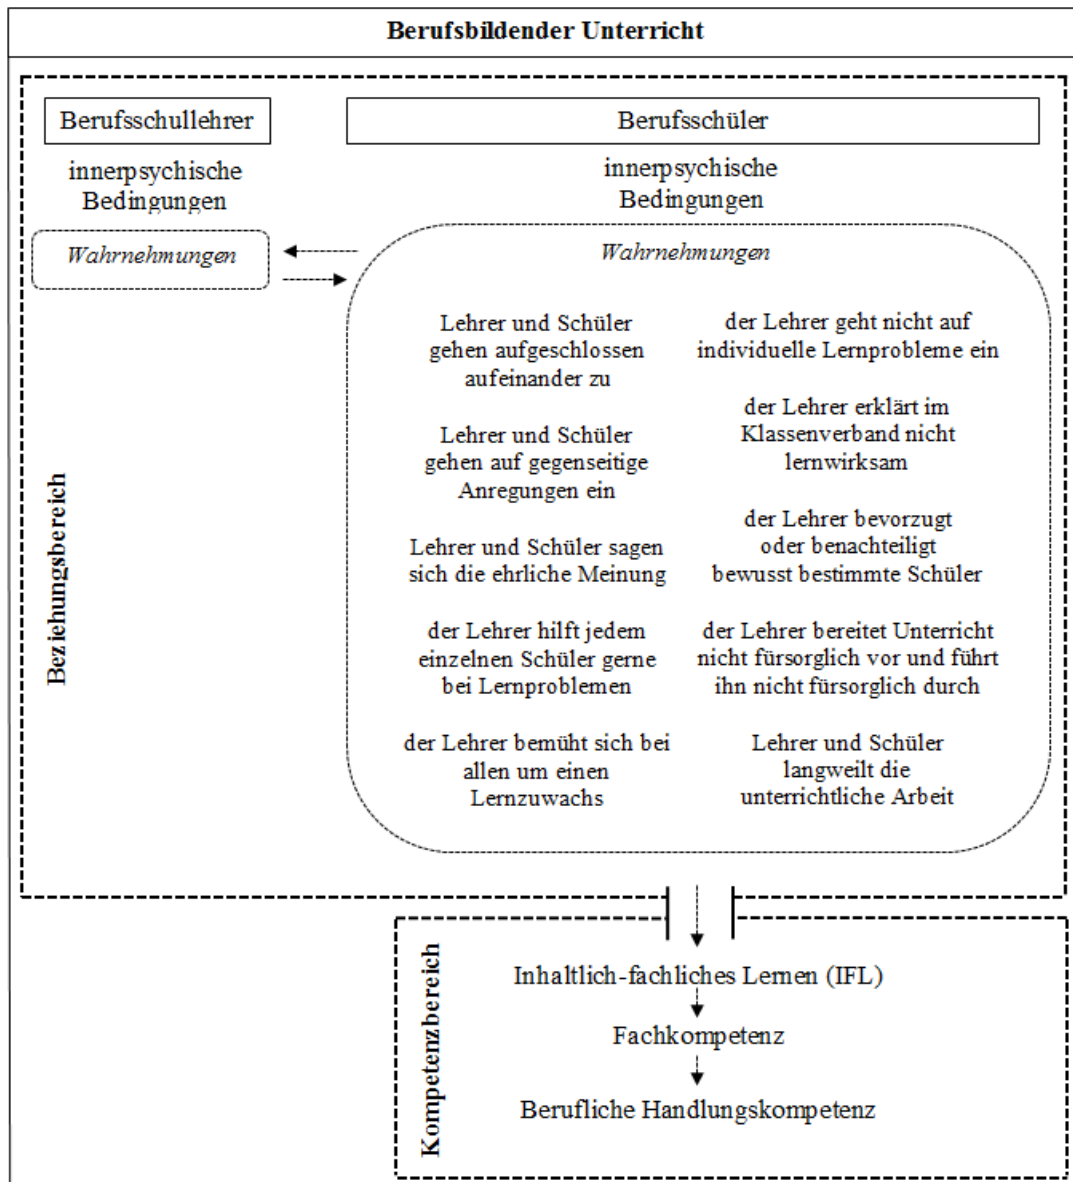 Berufsbildender Unterricht
Berufsschullehrer
Berufsschüler
innerpsychische
Bedingungen
innerpsychische
Bedingungen
Wahrnehmungen
Wahrnehmungen
Lehrer und Schüler
gehen aufgeschlossen
aufeinander zu
Lehrer und Schüler
gehen auf gegenseitige
Anregungen ein
Lehrer und Schüler sagen
sich die ehrliche Meinung
der Lehrer hilft jedem
einzelnen Schüler gerne
bei Lernproblemen
der Lehrer bemüht sich bei
allen um einen
Lernzuwachs
der Lehrer geht nicht auf
individuelle Lernprobleme ein
der Lehrer erklärt im
Klassenverband nicht
lernwirksam
der Lehrer bevorzugt
oder benachteiligt
bewusst bestimmte Schüler
der Lehrer bereitet Unterricht
nicht fürsorglich vor und führt
ihn nicht fürsorglich durch
Lehrer und Schüler
langweilt die
unterrichtliche Arbeit
Beziehungsbereich
Inhaltlich-fachliches Lernen (IFL)
Fachkompetenz
Berufliche Handlungskompetenz
Kompetenzbereich